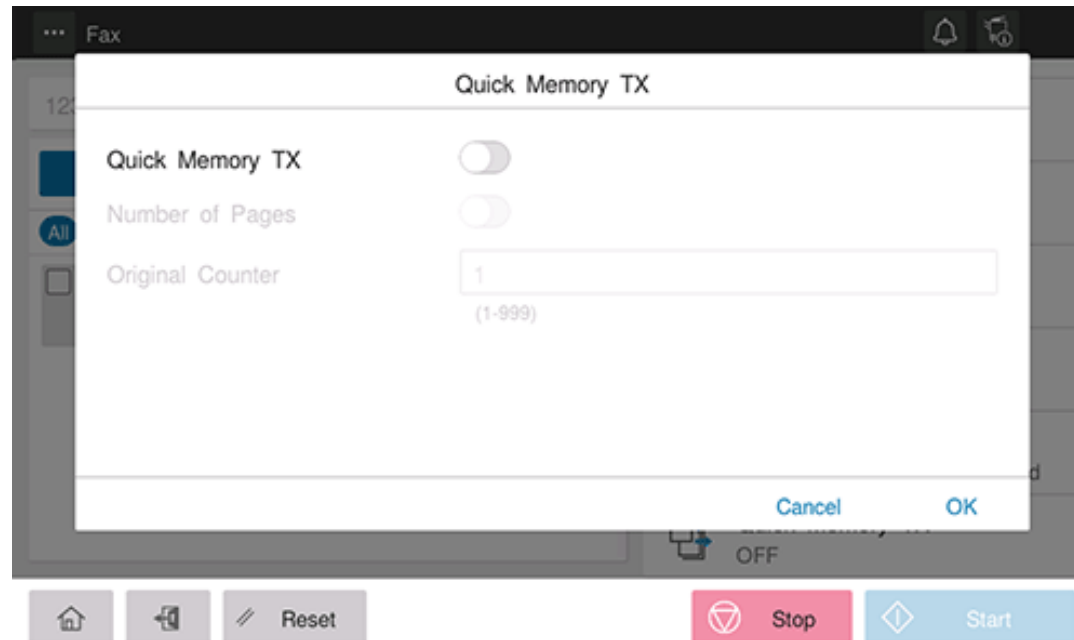 Fax
Quick Memory TX
123
Quick Memory TX
Number of Pages
All
Original Counter
1
(1-999)
d
Cancel
OK
OFF
Reset
Stop
Start